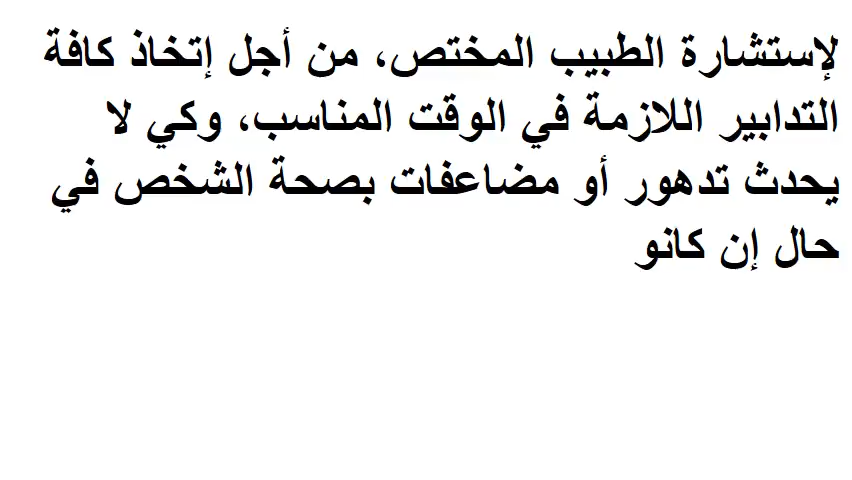 لإستشارة الطبيب المختص، من أجل إتخاذ كافة
التدابير اللازمة في الوقت المناسب، وكي لا
يحدث تدهور أو مضاعفات بصحة الشخص في
حال إن كانو